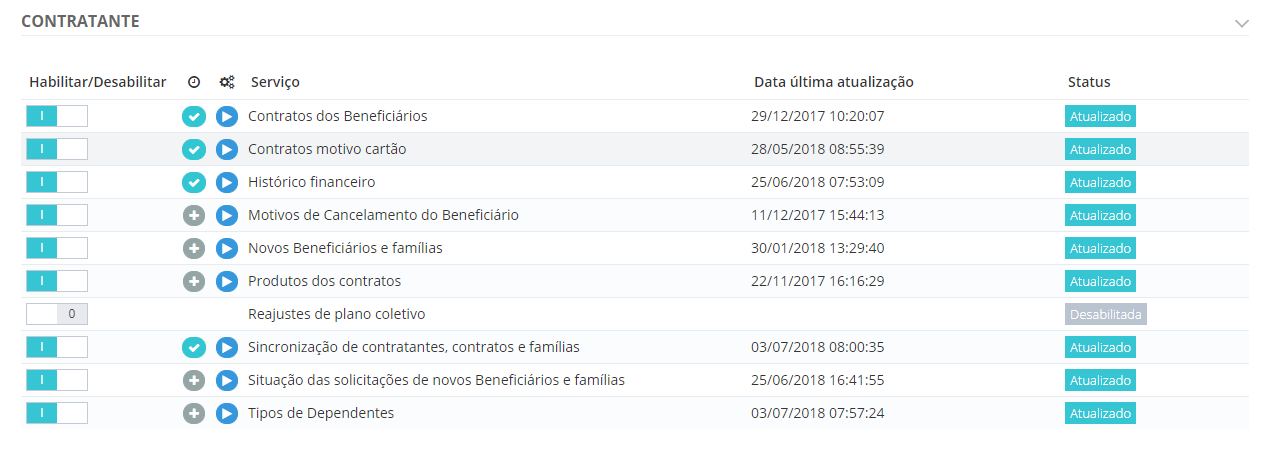 CONTRATANTE
Habilitar/Desabilitar Serviço Data última atualização Status
I Contratos dos Beneficiários 29/12/2017 10:20:07 Atualizado
I Contratos motivo cartão 28/05/2018 08:55:39 Atualizado
I Histórico financeiro 25/06/2018 07:53:09 Atualizado
I Motivos de Cancelamento do Beneficiário 11/12/2017 15:44:13 Atualizado
I Novos Beneficiários e famílias 30/01/2018 13:29:40 Atualizado
I Produtos dos contratos 22/11/2017 16:16:29 Atualizado
0 Reajustes de plano coletivo Desabilitada
I Sincronização de contratantes, contratos e famílias 03/07/2018 08:00:35 Atualizado
I Situação das solicitações de novos Beneficiários e famílias 25/06/2018 16:41:55 Atualizado
I Tipos de Dependentes 03/07/2018 07:57:24 Atualizado